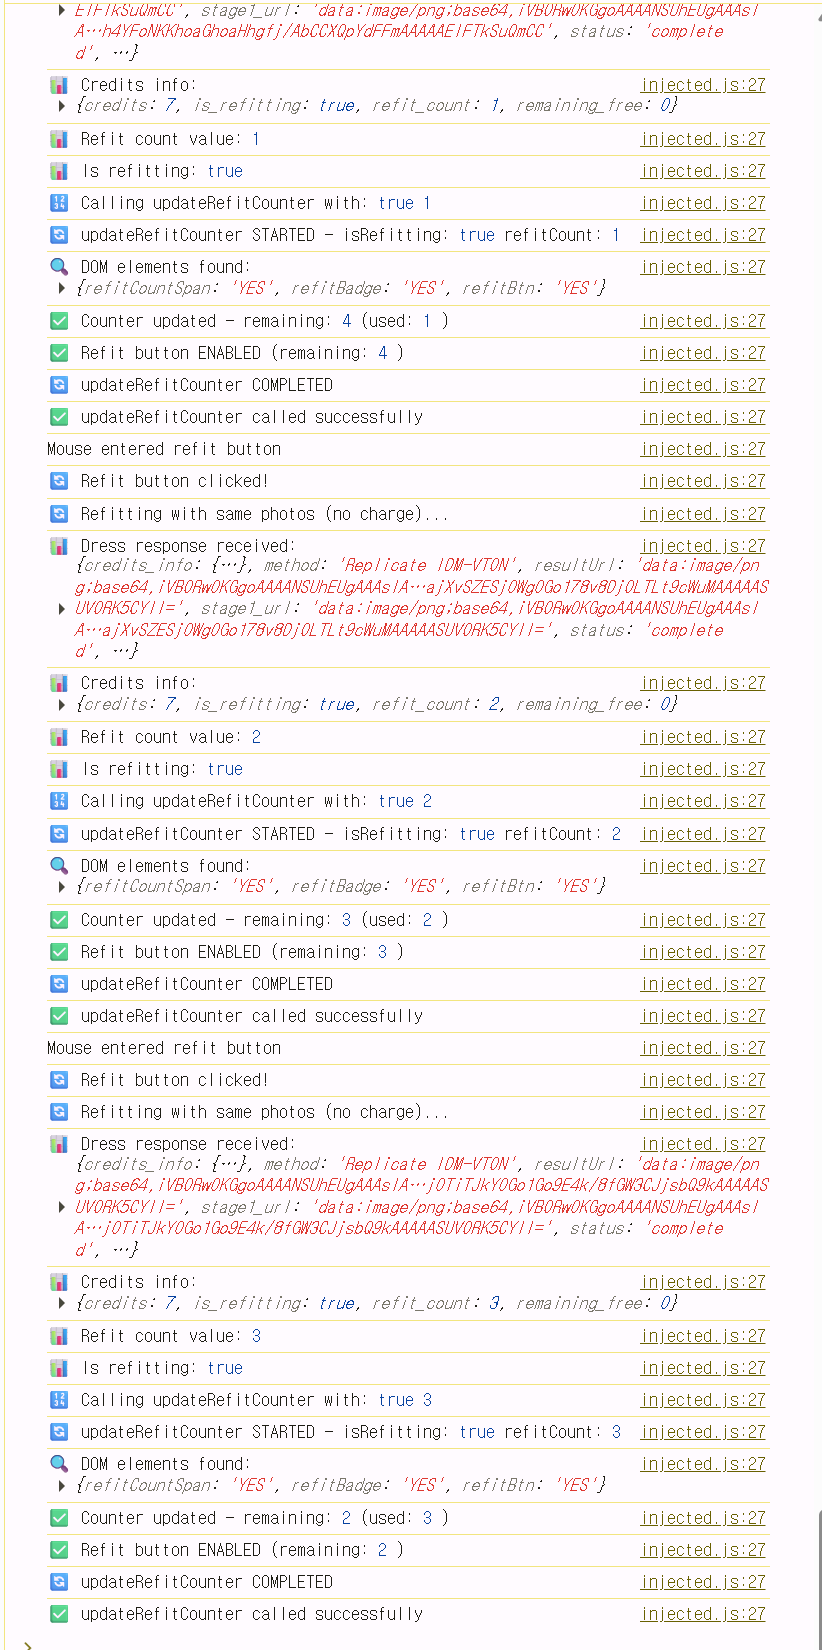 ElFTkSuQmCC', stage1_url: 'data:image/png;base64,iVBORw0KGgoAAAANSUhEUgAAAslA
A…h4YFoNKKhoaGhoaHhgfj/AbCCXQpYdFFmAAAAAElFTkSuQmCC', status: 'complete
d', …}
Credits info: injected.js:27
▶ {credits: 7, is_refitting: true, refit_count: 1, remaining_free: 0}
Refit count value: 1 injected.js:27
Is refitting: true injected.js:27
Calling updateRefitCounter with: true 1 injected.js:27
updateRefitCounter STARTED - isRefitting: true refitCount: 1 injected.js:27
DOM elements found: injected.js:27
▶ {refitCountSpan: 'YES', refitBadge: 'YES', refitBtn: 'YES'}
Counter updated - remaining: 4 (used: 1 ) injected.js:27
Refit button ENABLED (remaining: 4 ) injected.js:27
updateRefitCounter COMPLETED injected.js:27
updateRefitCounter called successfully injected.js:27
Mouse entered refit button injected.js:27
Refit button clicked! injected.js:27
Refitting with same photos (no charge)... injected.js:27
Dress response received: injected.js:27
{credits_info: {…}, method: 'Replicate IDM-VTON', resultUrl: 'data:image/pn
g;base64,iVBORw0KGgoAAAANSUhEUgAAAslA…ajXvSZESj0Wg0Go178v8Dj0LTLt9cWuMAAAAAS
▶ UVORK5CYII=', stage1_url: 'data:image/png;base64,iVBORw0KGgoAAAANSUhEUgAAAsl
A…ajXvSZESj0Wg0Go178v8Dj0LTLt9cWuMAAAAASUVORK5CYII=', status: 'complete
d', …}
Credits info: injected.js:27
▶ {credits: 7, is_refitting: true, refit_count: 2, remaining_free: 0}
Refit count value: 2 injected.js:27
Is refitting: true injected.js:27
Calling updateRefitCounter with: true 2 injected.js:27
updateRefitCounter STARTED - isRefitting: true refitCount: 2 injected.js:27
DOM elements found: injected.js:27
▶ {refitCountSpan: 'YES', refitBadge: 'YES', refitBtn: 'YES'}
Counter updated - remaining: 3 (used: 2 ) injected.js:27
Refit button ENABLED (remaining: 3 ) injected.js:27
updateRefitCounter COMPLETED injected.js:27
updateRefitCounter called successfully injected.js:27
Mouse entered refit button injected.js:27
Refit button clicked! injected.js:27
Refitting with same photos (no charge)... injected.js:27
Dress response received: injected.js:27
{credits_info: {…}, method: 'Replicate IDM-VTON', resultUrl: 'data:image/pn
g;base64,iVBORw0KGgoAAAANSUhEUgAAAslA…j0TiTJkY0Go1Go9E4k/8fGW3CJjsbQ9kAAAAAS
▶ UVORK5CYII=', stage1_url: 'data:image/png;base64,iVBORw0KGgoAAAANSUhEUgAAAsl
A…j0TiTJkY0Go1Go9E4k/8fGW3CJjsbQ9kAAAAASUVORK5CYII=', status: 'complete
d', …}
Credits info: injected.js:27
▶ {credits: 7, is_refitting: true, refit_count: 3, remaining_free: 0}
Refit count value: 3 injected.js:27
Is refitting: true injected.js:27
Calling updateRefitCounter with: true 3 injected.js:27
updateRefitCounter STARTED - isRefitting: true refitCount: 3 injected.js:27
DOM elements found: injected.js:27
▶ {refitCountSpan: 'YES', refitBadge: 'YES', refitBtn: 'YES'}
Counter updated - remaining: 2 (used: 3 ) injected.js:27
Refit button ENABLED (remaining: 2 ) injected.js:27
updateRefitCounter COMPLETED injected.js:27
updateRefitCounter called successfully injected.js:27